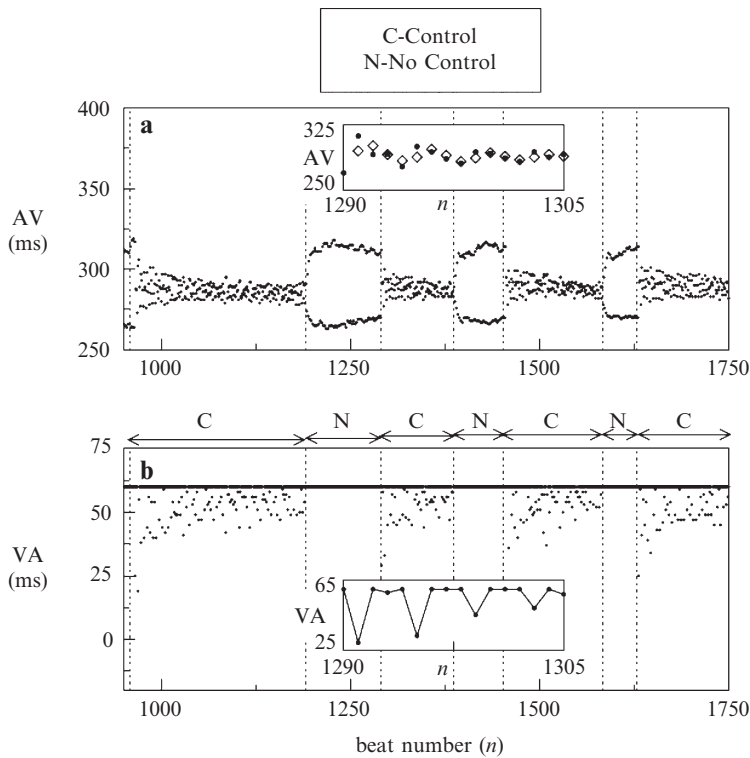 C-Control
N-No Control
400
350
300
250
AV
(ms)
a
325
AV
250
1290
n
1305
1000
1250
1500
1750
C N C N C N C
75
50
25
0
VA
(ms)
b
65
VA
25
1290
n
1305
1000
1250
1500
1750
beat number (n)